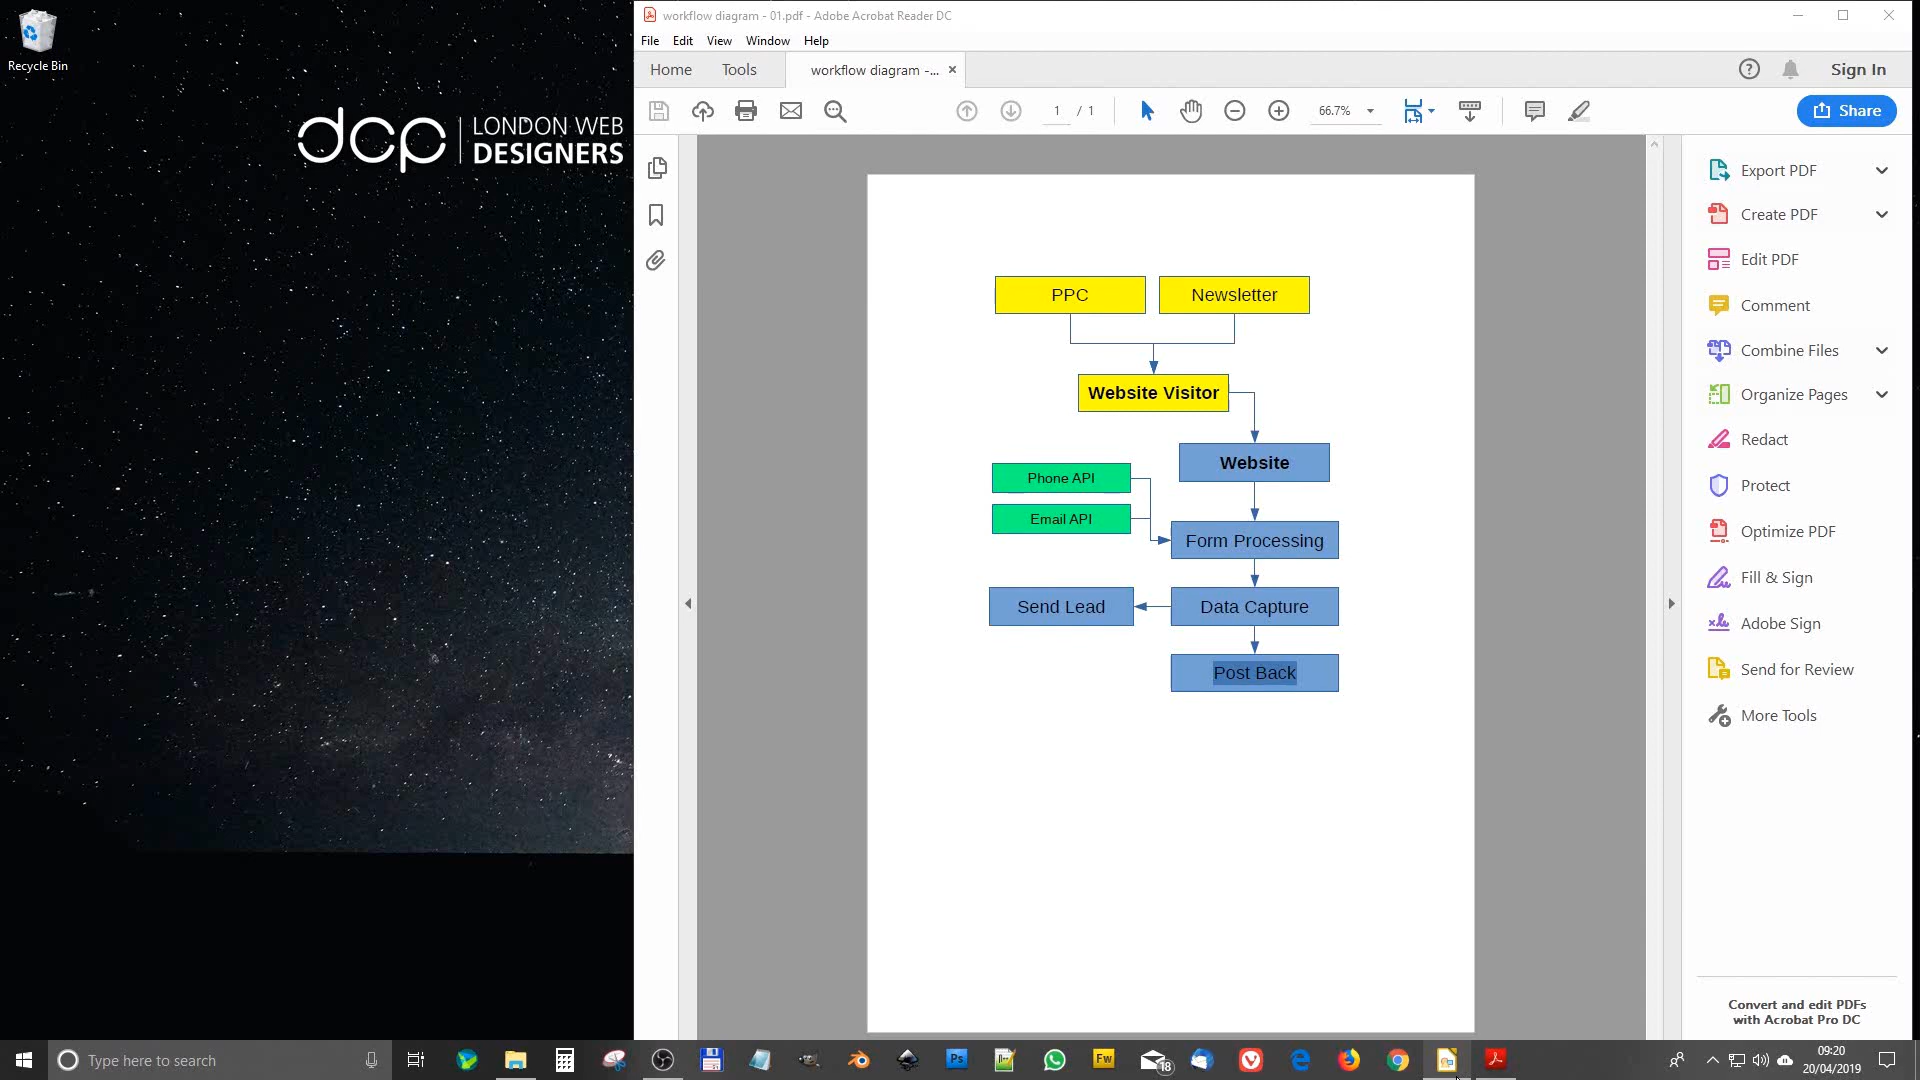 Recycle Bin
dcp LONDON WEB
DESIGNERS
workflow diagram - 01.pdf - Adobe Acrobat Reader DC
File Edit View Window Help
Home Tools workflow diagram -...
Sign In
1 / 1
66.7%
Share
Export PDF
Create PDF
Edit PDF
Comment
Combine Files
Organize Pages
Redact
Protect
Optimize PDF
Fill & Sign
Adobe Sign
Send for Review
More Tools
Convert and edit PDFs
with Acrobat Pro DC
PPC Newsletter
Website Visitor
Website
Phone API
Email API
Form Processing
Send Lead Data Capture
Post Back
Type here to search
Ps
Fw
18
09:20
20/04/2019